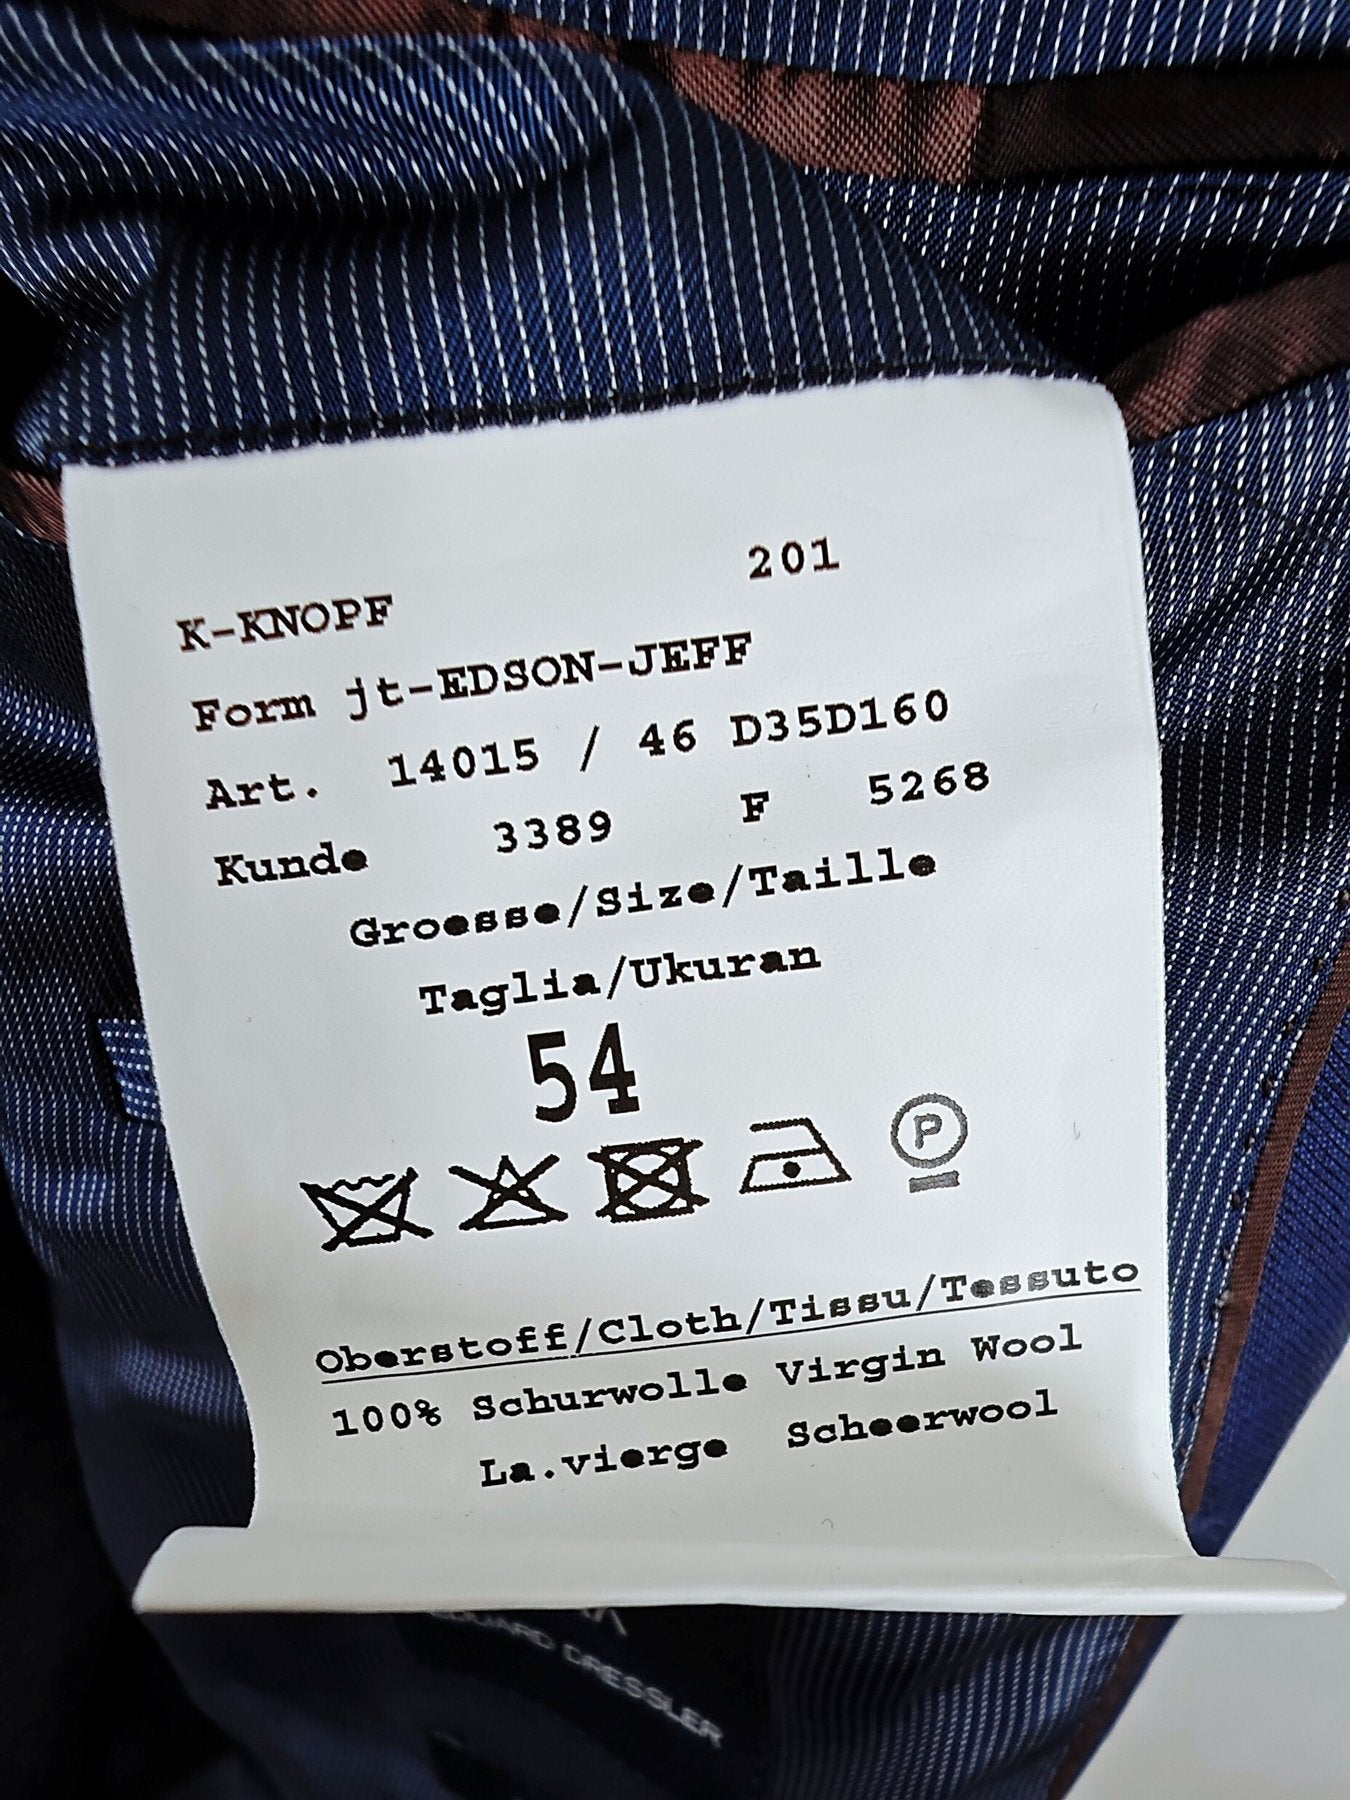 201
K-KNOPF
Form jt-EDSON-JEFF
Art. 14015 / 46 D35D160
Kunde 3389 F 5268
Groesse/Size/Taille
Taglia/Ukuran
54
P
Oberstoff/Cloth/Tissu/Tessuto
100% Schurwolle Virgin Wool
La.vierge Scheerwool
EDUARD DRESSLER